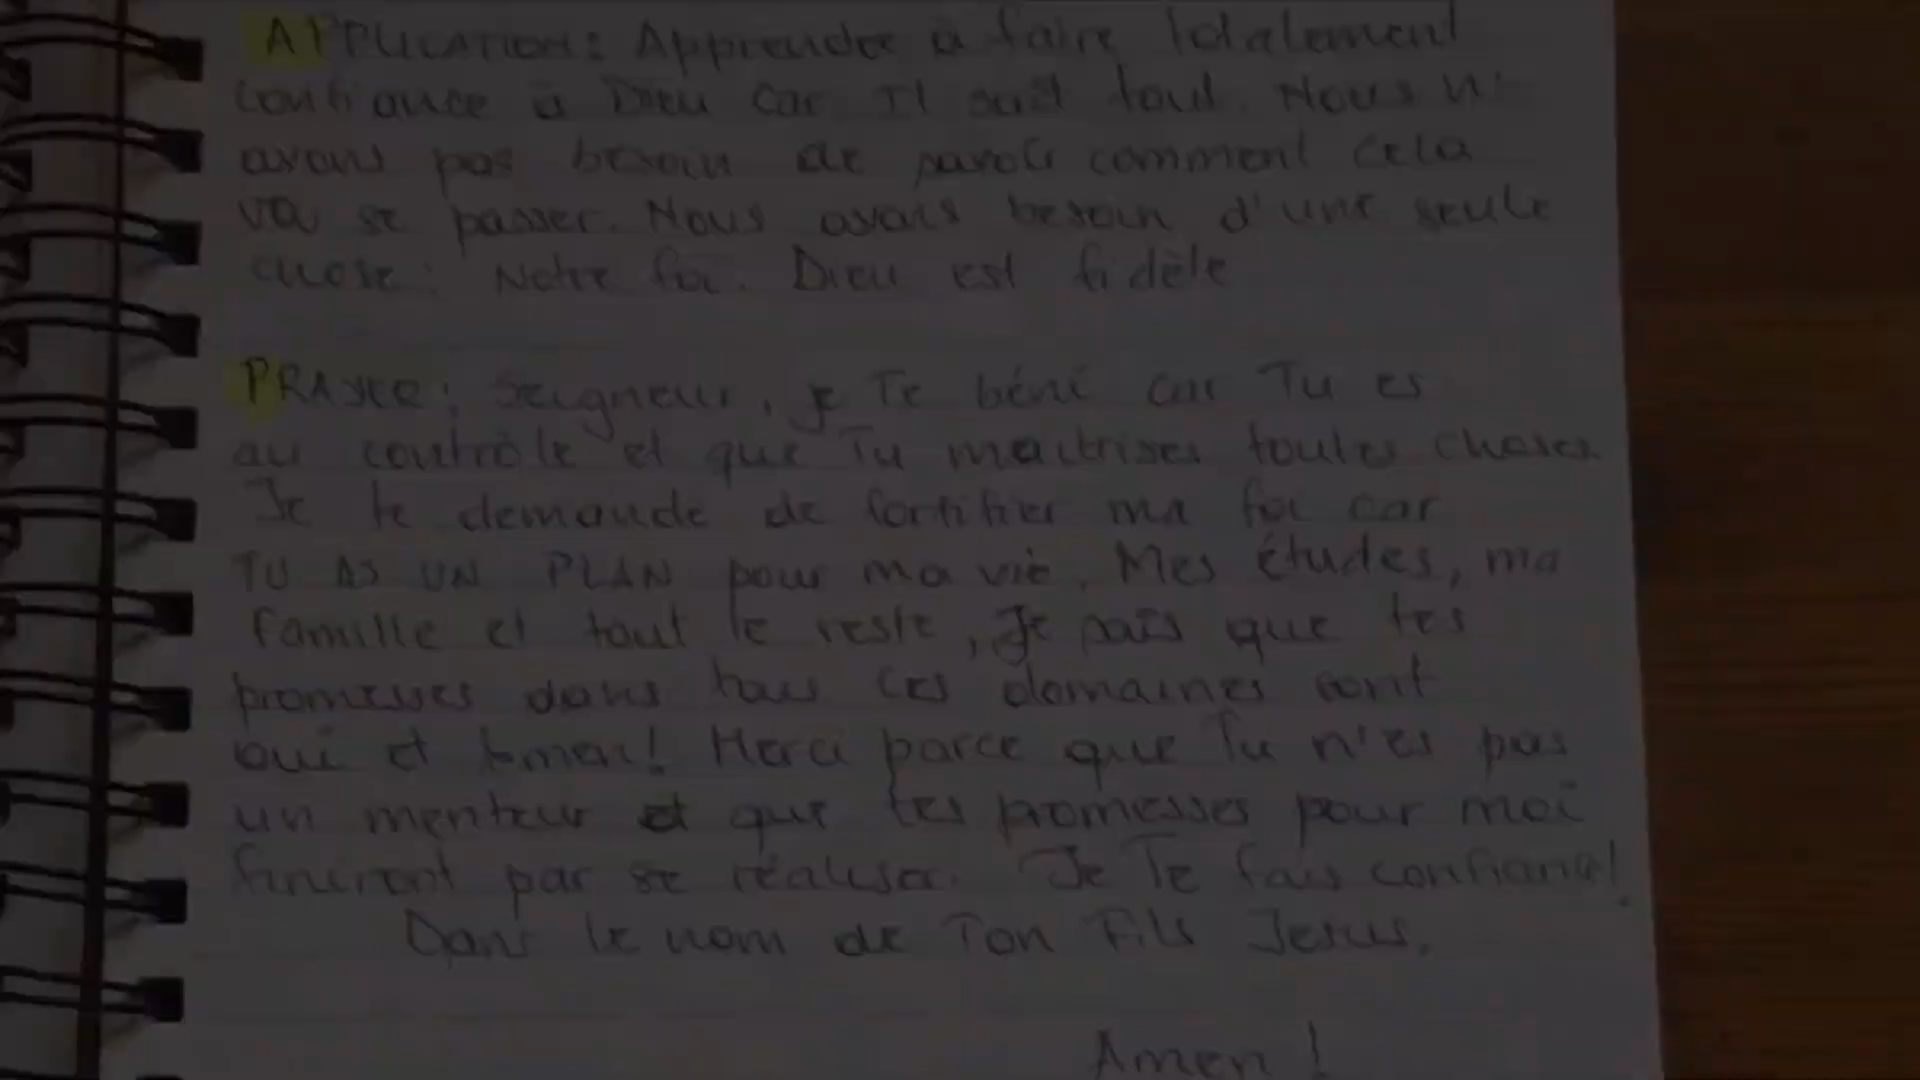 APPLICATION: Apprendre à faire totalement
confiance à Dieu car Il sait tout. Nous n'
avons pas besoin de savoir comment cela
va se passer. Nous avons besoin d'une seule
chose: Notre foi. Dieu est fidèle
PRAYER: Seigneur, je Te béni car Tu es
au contrôle et que Tu maitrises toutes choses.
Je te demande de fortifier ma foi car
TU AS UN PLAN pour ma vie. Mes études, ma
famille et tout le reste, Je sais que tes
promesses dans tous ces domaines sont
oui et Amen! Merci parce que Tu n'es pas
un menteur et que tes promesses pour moi
finiront par se réaliser. Je Te fais confiance!
Dans le nom de Ton Fils Jesus.
Amen!